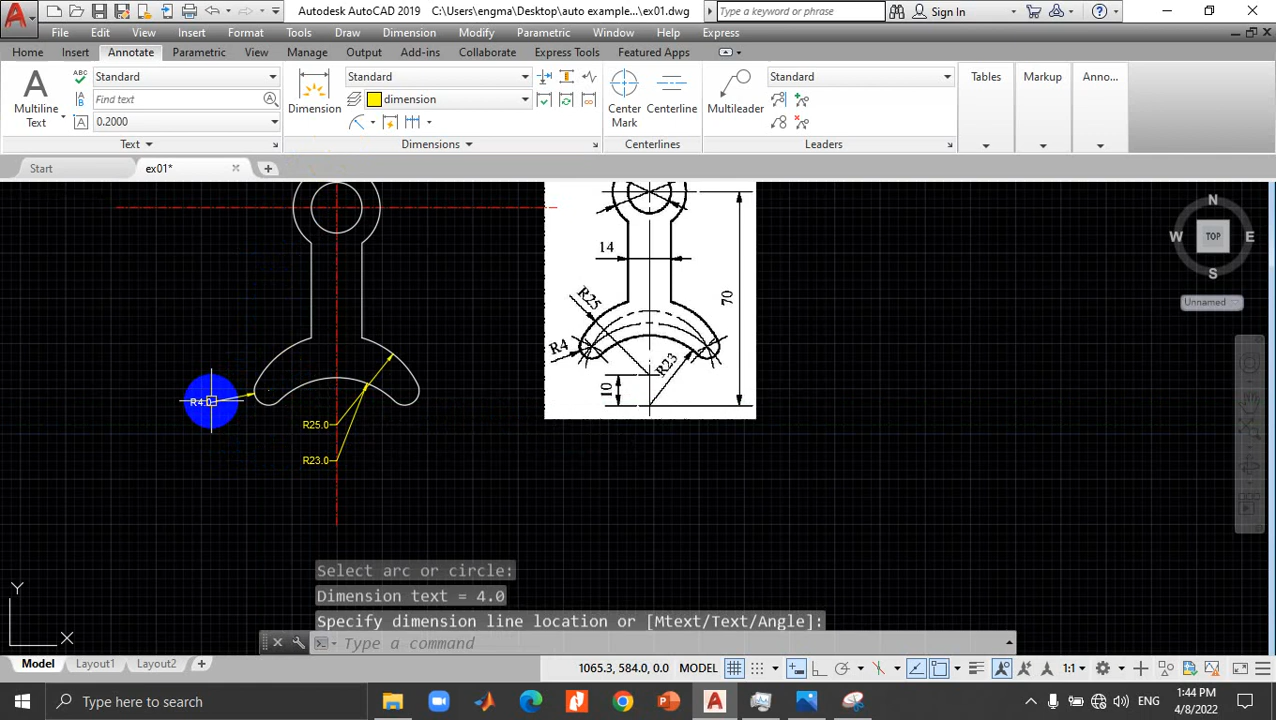 Autodesk AutoCAD 2019 C:\Users\engma\Desktop\auto example...\ex01.dwg
Type a keyword or phrase
Sign In
File Edit View Insert Format Tools Draw Dimension Modify Parametric Window Help Express
Home Insert Annotate Parametric View Manage Output Add-ins Collaborate Express Tools Featured Apps
ABC Standard
Standard
Standard
Find text
dimension
0.2000
Multiline Text
Dimension
Center Mark
Centerline
Multileader
Tables
Markup
Anno...
Text
Dimensions
Centerlines
Leaders
Start
ex01*
N
W TOP E
S
Unnamed
14
R25
70
R4
R23
10
R4.0
R25.0
R23.0
Select arc or circle:
Dimension text = 4.0
Specify dimension line location or [Mtext/Text/Angle]:
Type a command
Y
X
Model Layout1 Layout2
1065.3, 584.0, 0.0 MODEL
1:1
Type here to search
ENG
1:44 PM
4/8/2022